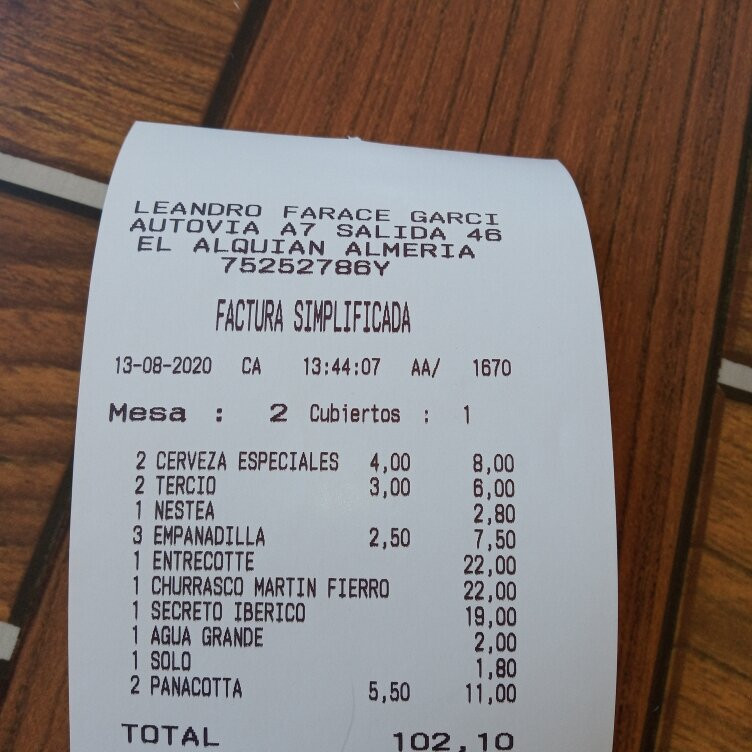 LEANDRO FARACE GARCI
AUTOVIA A7 SALIDA 46
EL ALQUIAN ALMERIA
75252786Y
FACTURA SIMPLIFICADA
13-08-2020 CA 13:44:07 AA/ 1670
Mesa : 2 Cubiertos : 1
2 CERVEZA ESPECIALES 4,00 8,00
2 TERCIO 3,00 6,00
1 NESTEA 2,80
3 EMPANADILLA 2,50 7,50
1 ENTRECOTTE 22,00
1 CHURRASCO MARTIN FIERRO 22,00
1 SECRETO IBERICO 19,00
1 AGUA GRANDE 2,00
1 SOLO 1,80
2 PANACOTTA 5,50 11,00
TOTAL 102,10